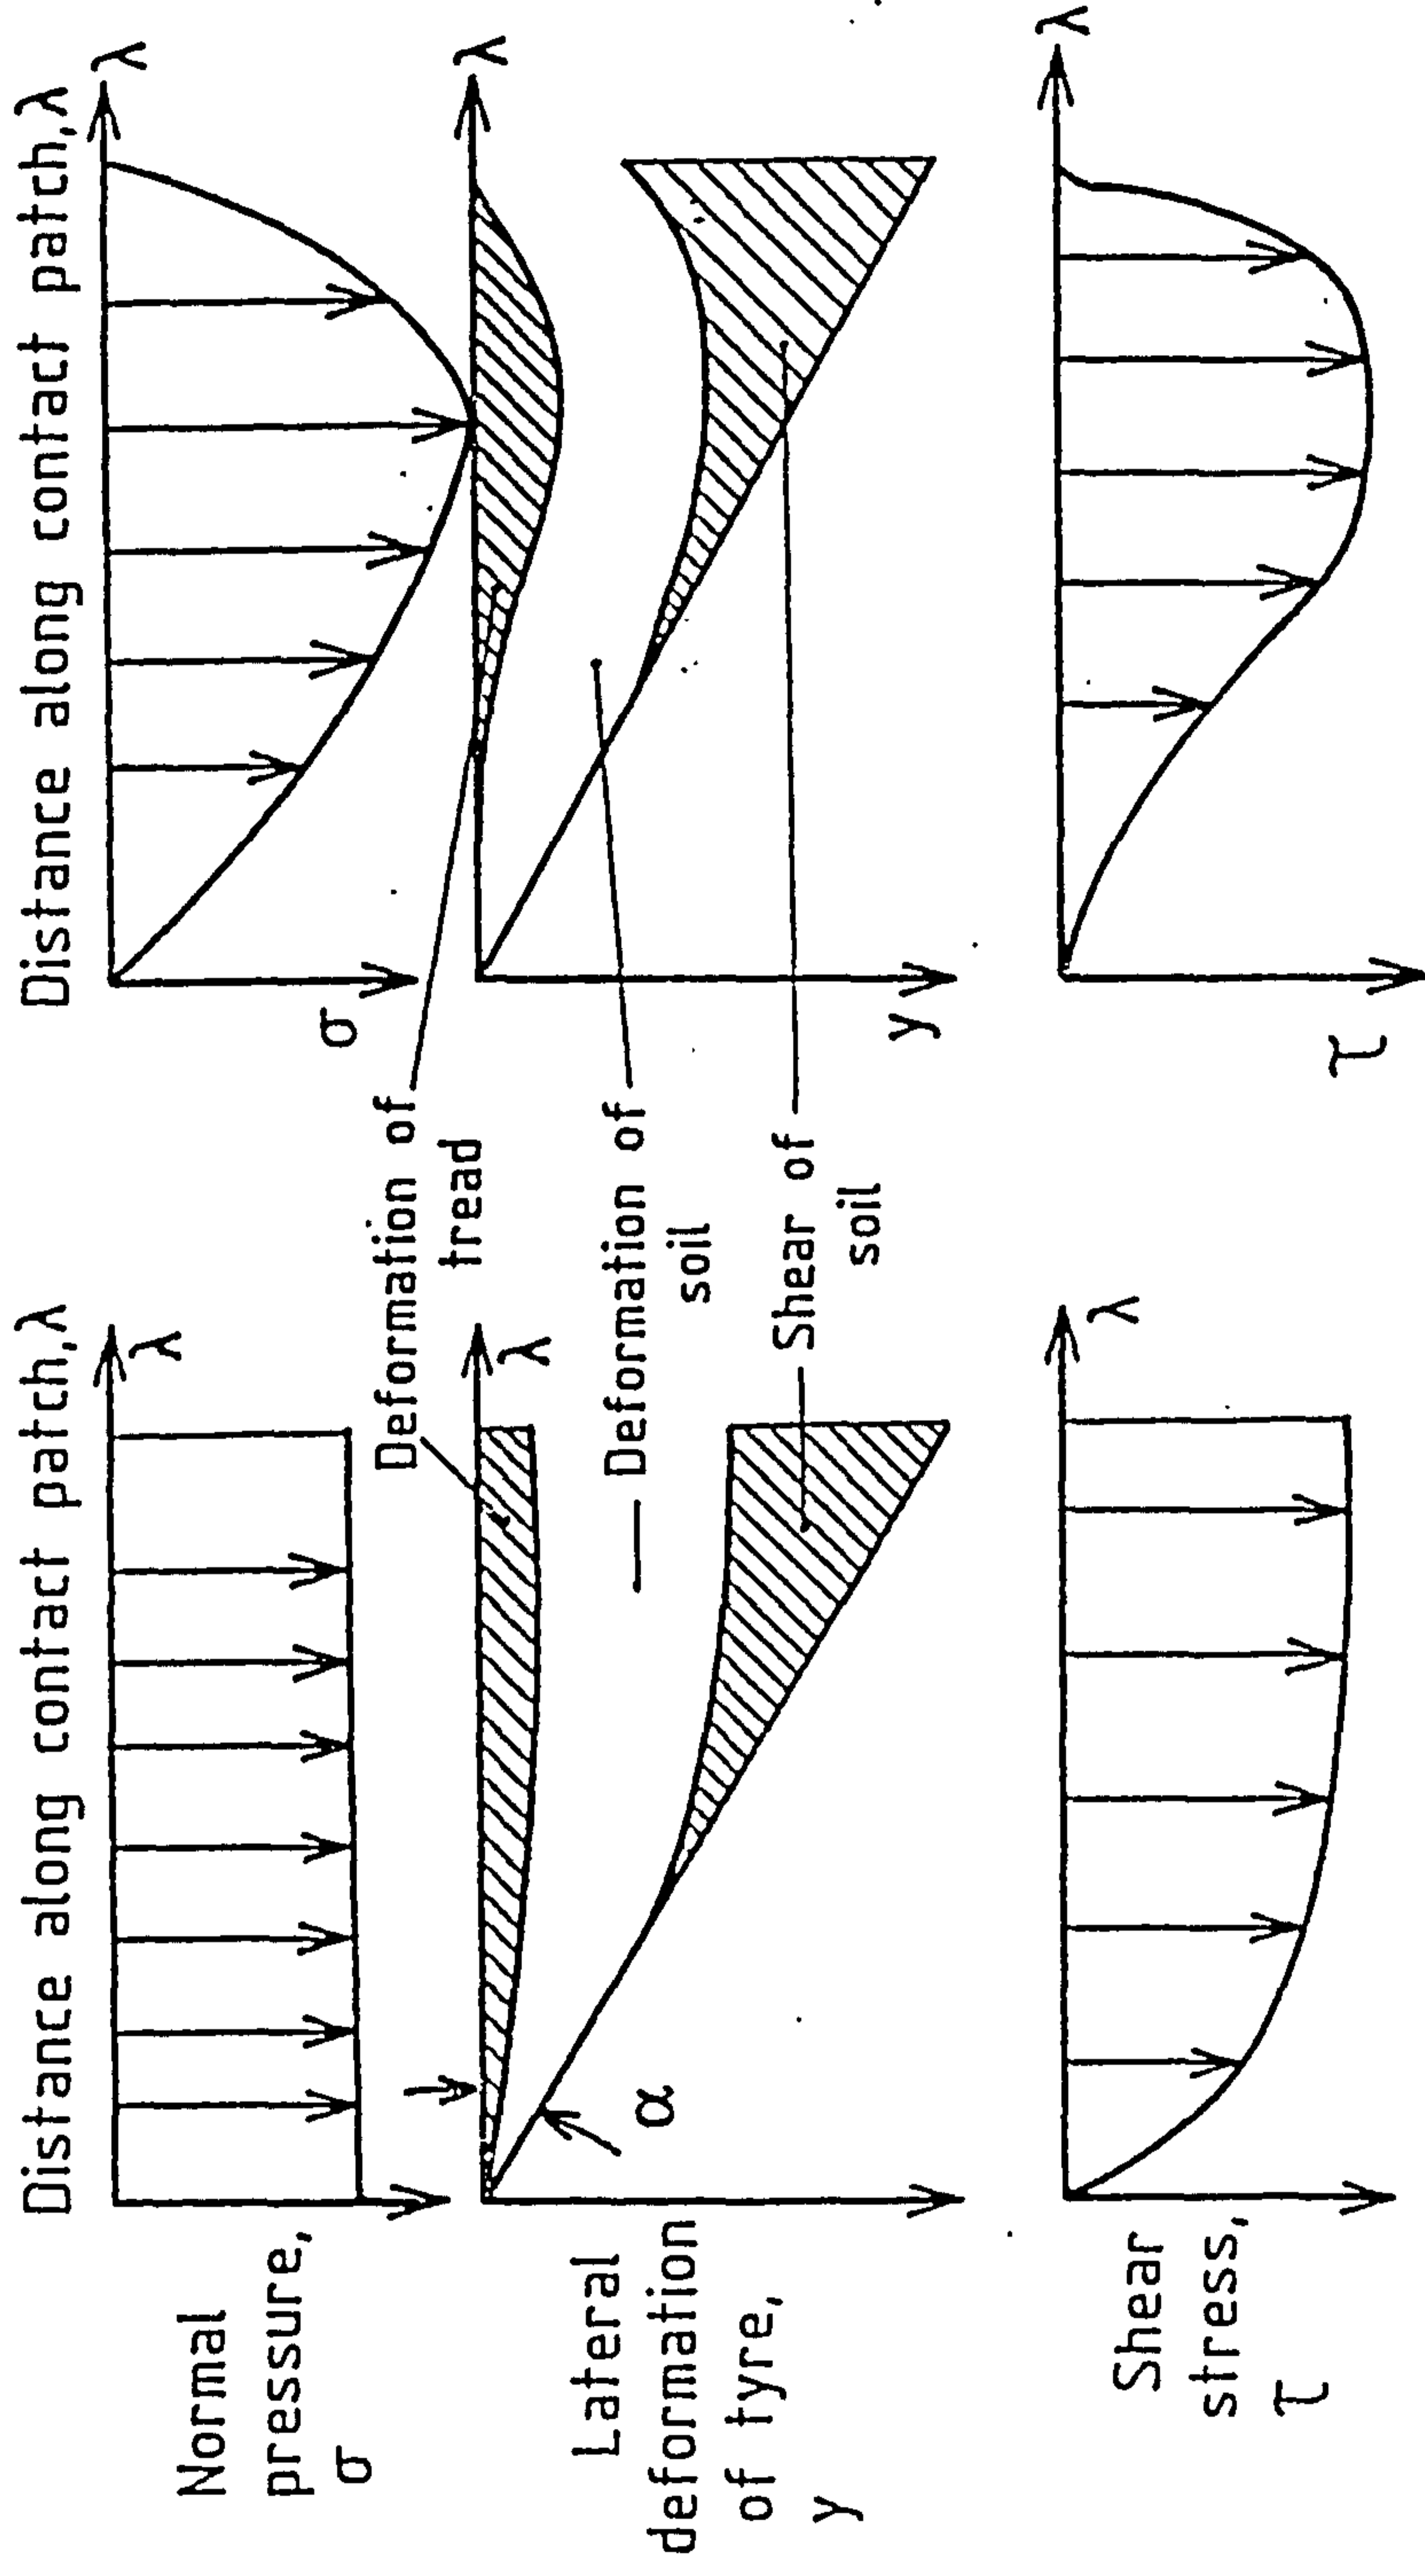 Distance along contact patch, λ
Distance along contact patch, λ
Normal
pressure,
σ
λ
σ
λ
Deformation of
tread
Lateral
deformation
of tyre,
y
λ
α
Deformation of
soil
Shear of
soil
y
λ
Shear
stress,
τ
λ
τ
λ